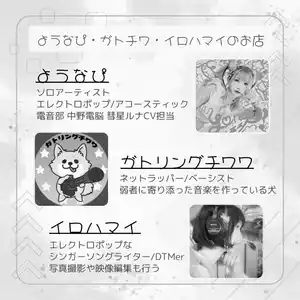 ようなぴ・ガトチワ・イロハマイのお店
ようなぴ
ソロアーティスト
エレクトロポップ/アコースティック
電音部 中野電脳 彗星ルナCV担当
ガトリングチワワ
ガトリングチワワ
ネットラッパー/ベーシスト
弱者に寄り添った音楽を作っている犬
イロハマイ
エレクトロポップな
シンガーソングライター/DTMer
写真撮影や映像編集も行う